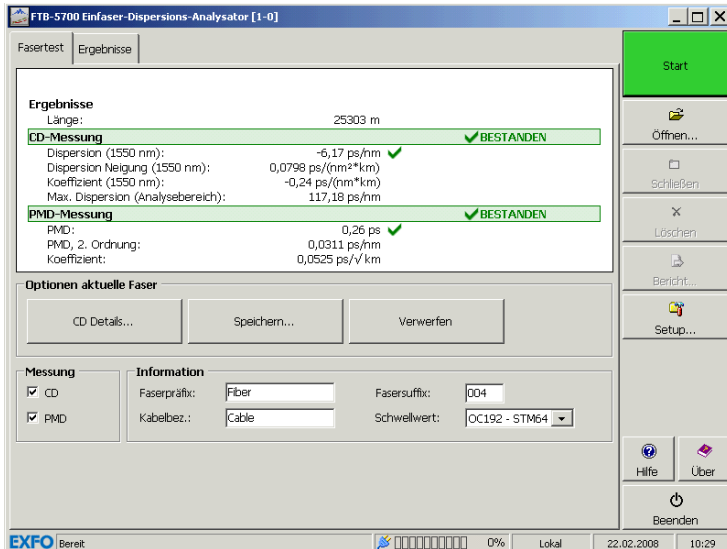 FTB-5700 Einfaser-Dispersions-Analysator [1-0]
Fasertest Ergebnisse
Start
Ergebnisse
Länge: 25303 m
CD-Messung BESTANDEN
Dispersion (1550 nm): -6,17 ps/nm
Dispersion Neigung (1550 nm): 0,0798 ps/(nm²*km)
Koeffizient (1550 nm): -0,24 ps/(nm*km)
Max. Dispersion (Analysebereich): 117,18 ps/nm
PMD-Messung BESTANDEN
PMD: 0,26 ps
PMD, 2. Ordnung: 0,0311 ps/nm
Koeffizient: 0,0525 ps/√km
Öffnen...
Schließen
Löschen
Bericht...
Setup...
Optionen aktuelle Faser
CD Details... Speichern... Verwerfen
Messung Information
CD Faserpräfix: Fiber Fasersuffix: 004
PMD Kabelbez.: Cable Schwellwert: OC192 - STM64
Hilfe Über
Beenden
EXFO Bereit 0% Lokal 22.02.2008 10:29